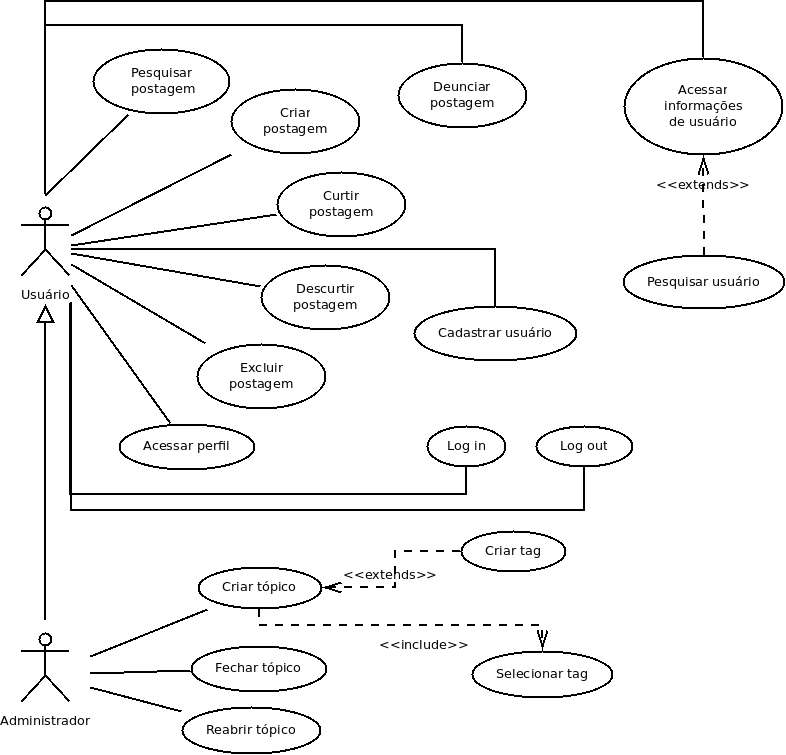 Pesquisar
postagem
Deunciar
postagem
Acessar
informações
de usuário
Criar
postagem
<<extends>>
Curtir
postagem
Pesquisar usuário
Usuário
Descurtir
postagem
Cadastrar usuário
Excluir
postagem
Acessar perfil
Log in
Log out
Criar tag
<<extends>>
Criar tópico
<<include>>
Fechar tópico
Selecionar tag
Administrador
Reabrir tópico